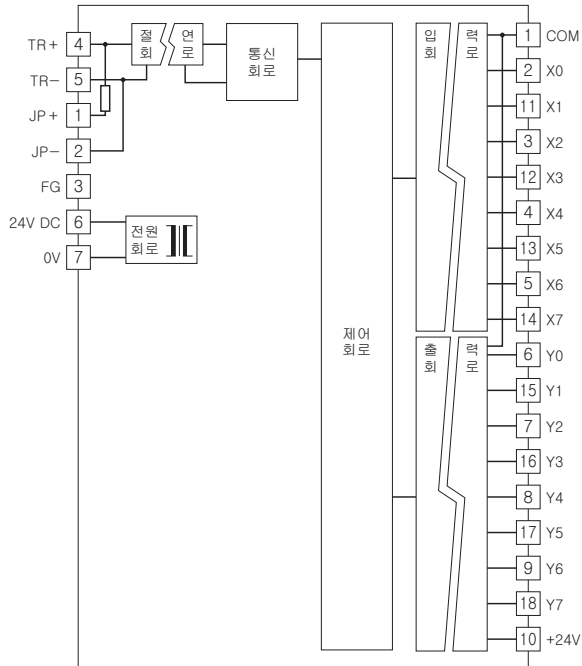 TR+ 4
TR− 5
JP+ 1
JP− 2
FG 3
24V DC 6
0V 7
절 연
회 로
통신
회로
전원
회로
제어
회로
입 력
회 로
출 력
회 로
1 COM
2 X0
11 X1
3 X2
12 X3
4 X4
13 X5
5 X6
14 X7
6 Y0
15 Y1
7 Y2
16 Y3
8 Y4
17 Y5
9 Y6
18 Y7
10 +24V